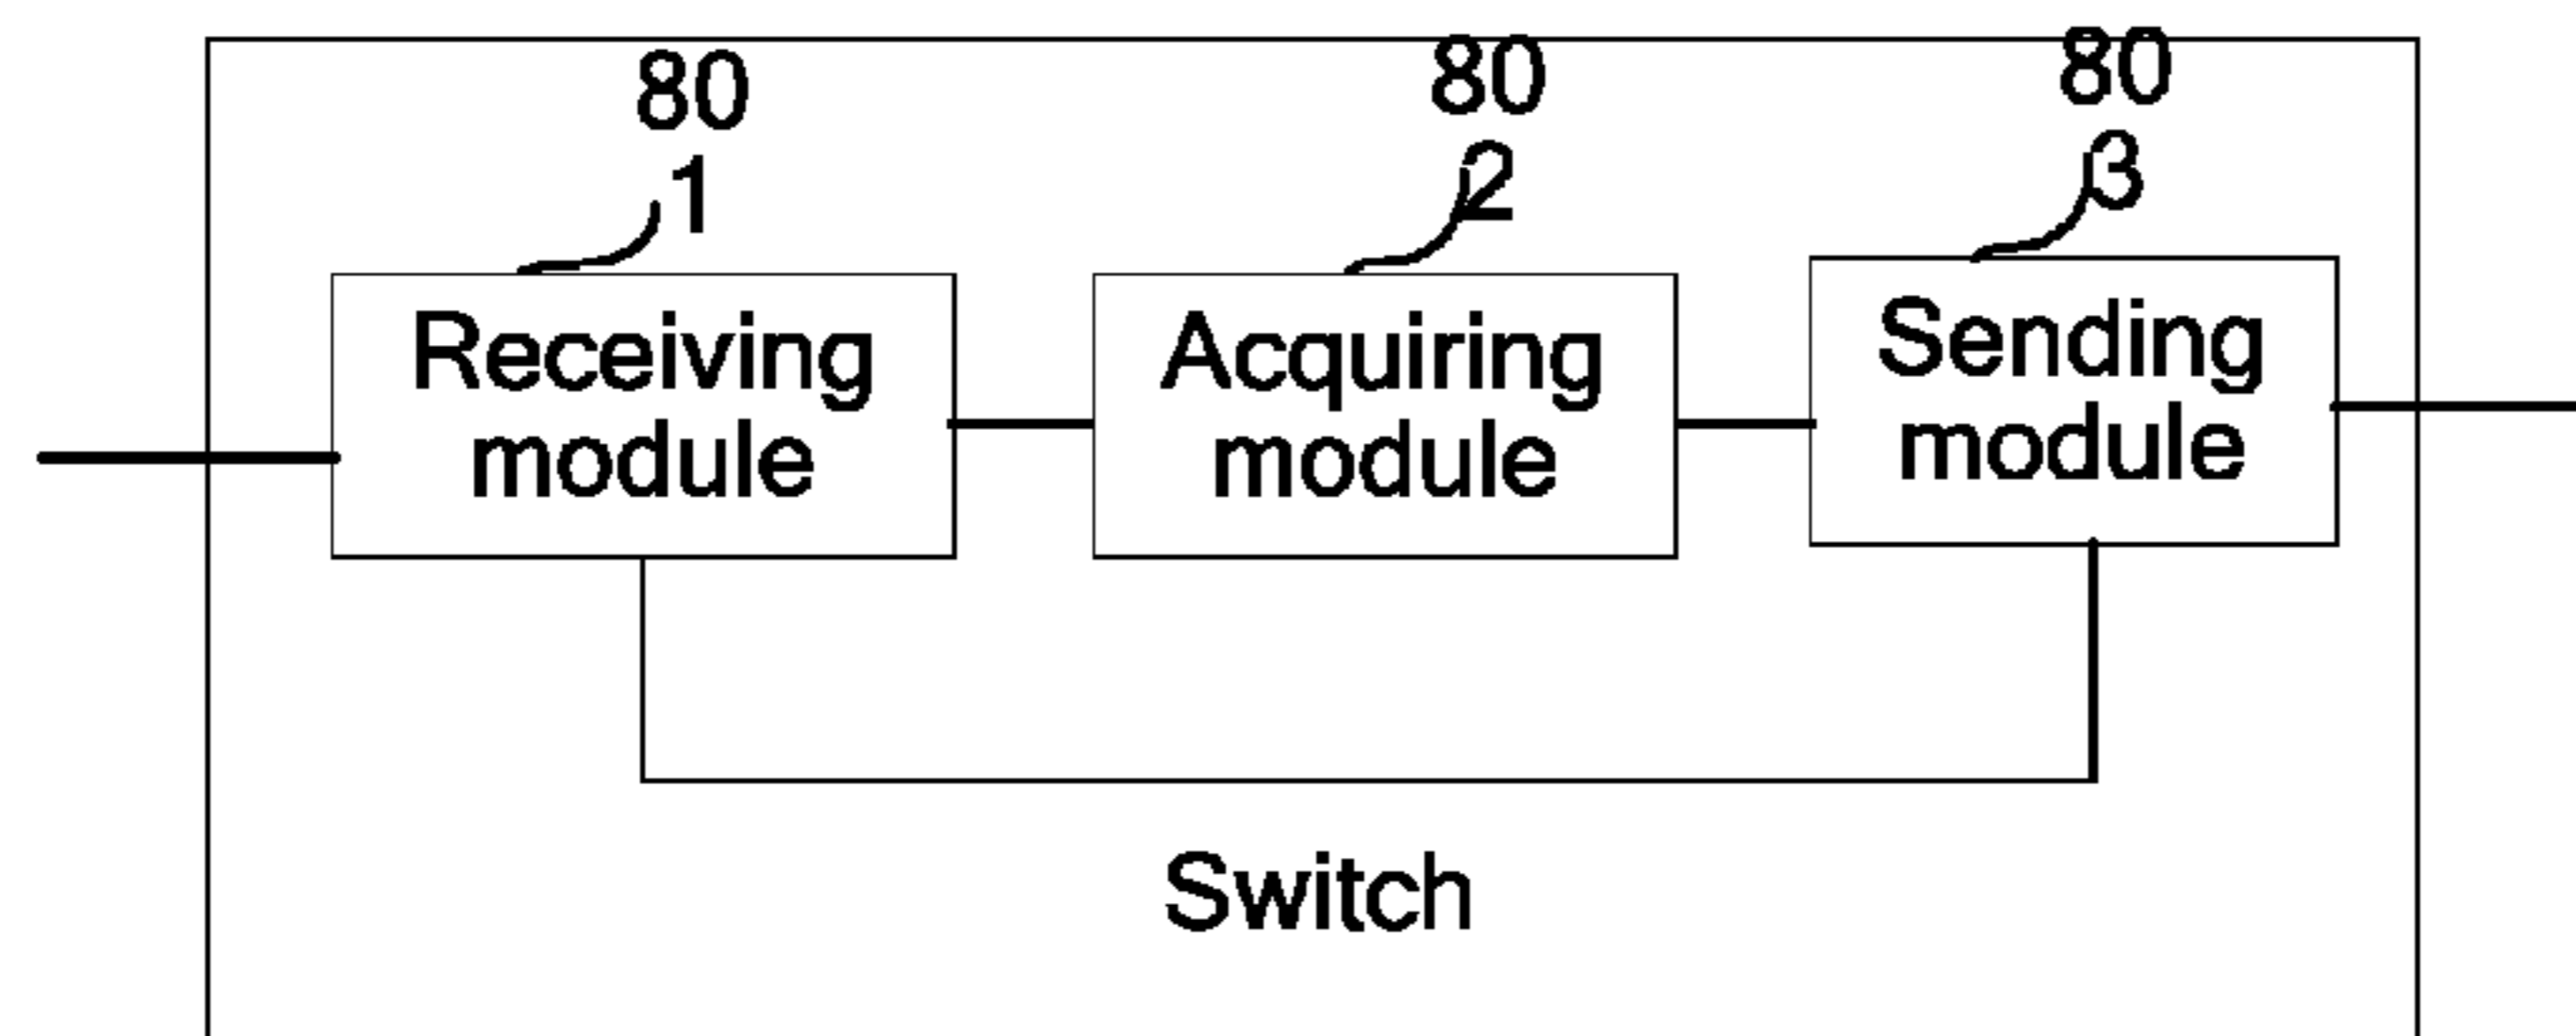 80
1
80
2
80
3
Receiving
module
Acquiring
module
Sending
module
Switch